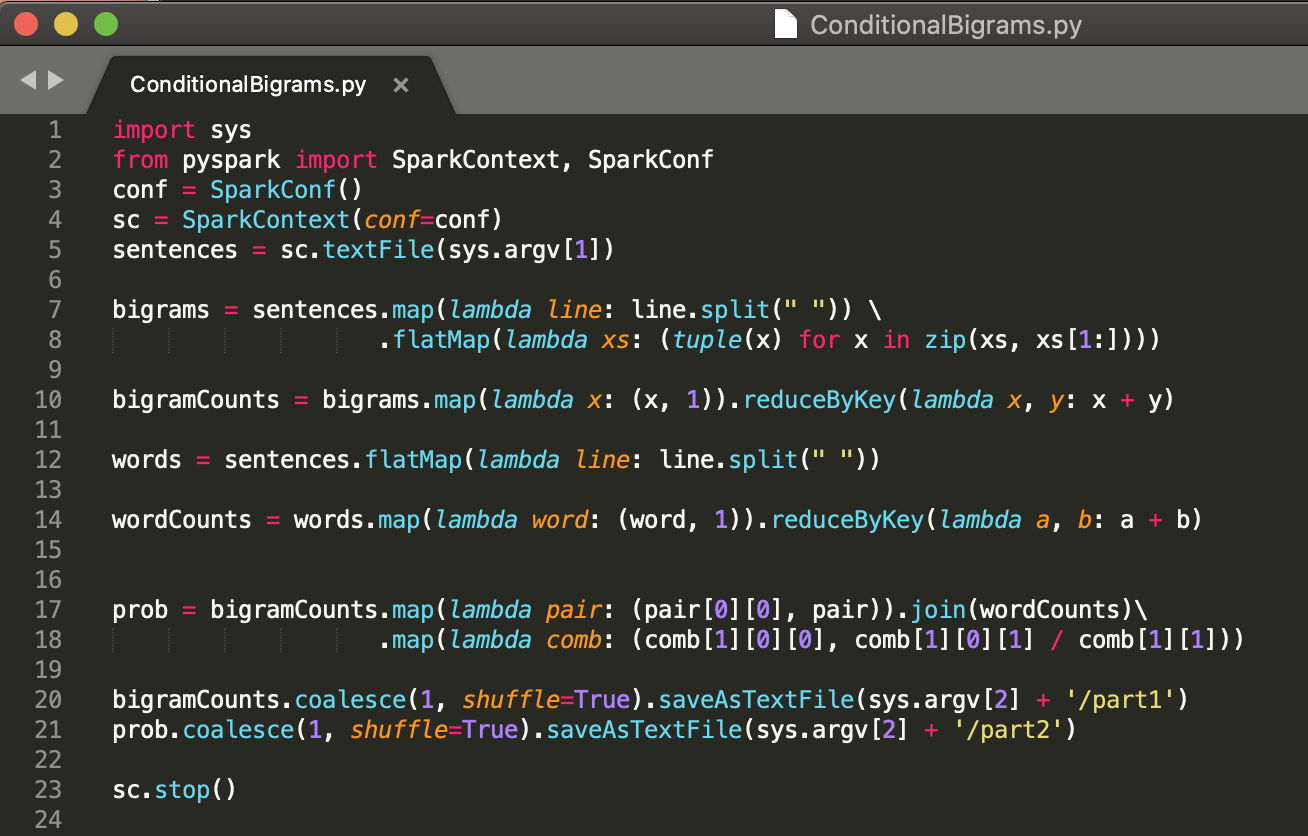 ConditionalBigrams.py
ConditionalBigrams.py ×
1 import sys
2 from pyspark import SparkContext, SparkConf
3 conf = SparkConf()
4 sc = SparkContext(conf=conf)
5 sentences = sc.textFile(sys.argv[1])
6
7 bigrams = sentences.map(lambda line: line.split(" ")) \
8                    .flatMap(lambda xs: (tuple(x) for x in zip(xs, xs[1:])))
9
10 bigramCounts = bigrams.map(lambda x: (x, 1)).reduceByKey(lambda x, y: x + y)
11
12 words = sentences.flatMap(lambda line: line.split(" "))
13
14 wordCounts = words.map(lambda word: (word, 1)).reduceByKey(lambda a, b: a + b)
15
16
17 prob = bigramCounts.map(lambda pair: (pair[0][0], pair)).join(wordCounts)\
18                    .map(lambda comb: (comb[1][0][0], comb[1][0][1] / comb[1][1]))
19
20 bigramCounts.coalesce(1, shuffle=True).saveAsTextFile(sys.argv[2] + '/part1')
21 prob.coalesce(1, shuffle=True).saveAsTextFile(sys.argv[2] + '/part2')
22
23 sc.stop()
24